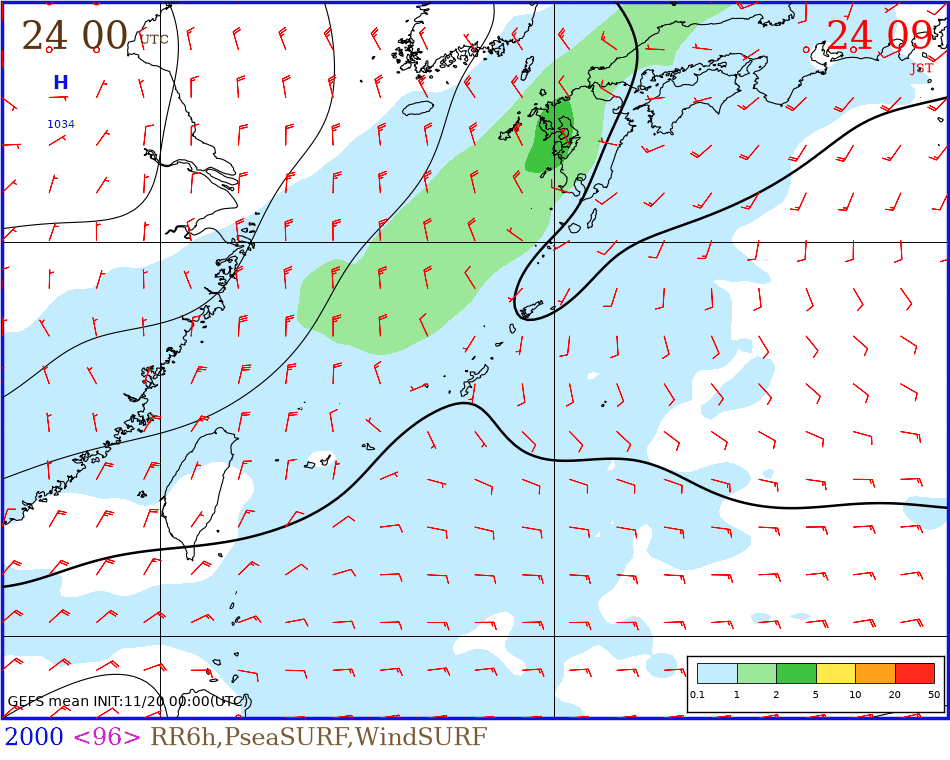 24 00 UTC
24 09
JST
H
1034
0.1 1 2 5 10 20 50
GEFS mean INIT:11/20 00:00(UTC)
2000 <96> RR6h,PseaSURF,WindSURF